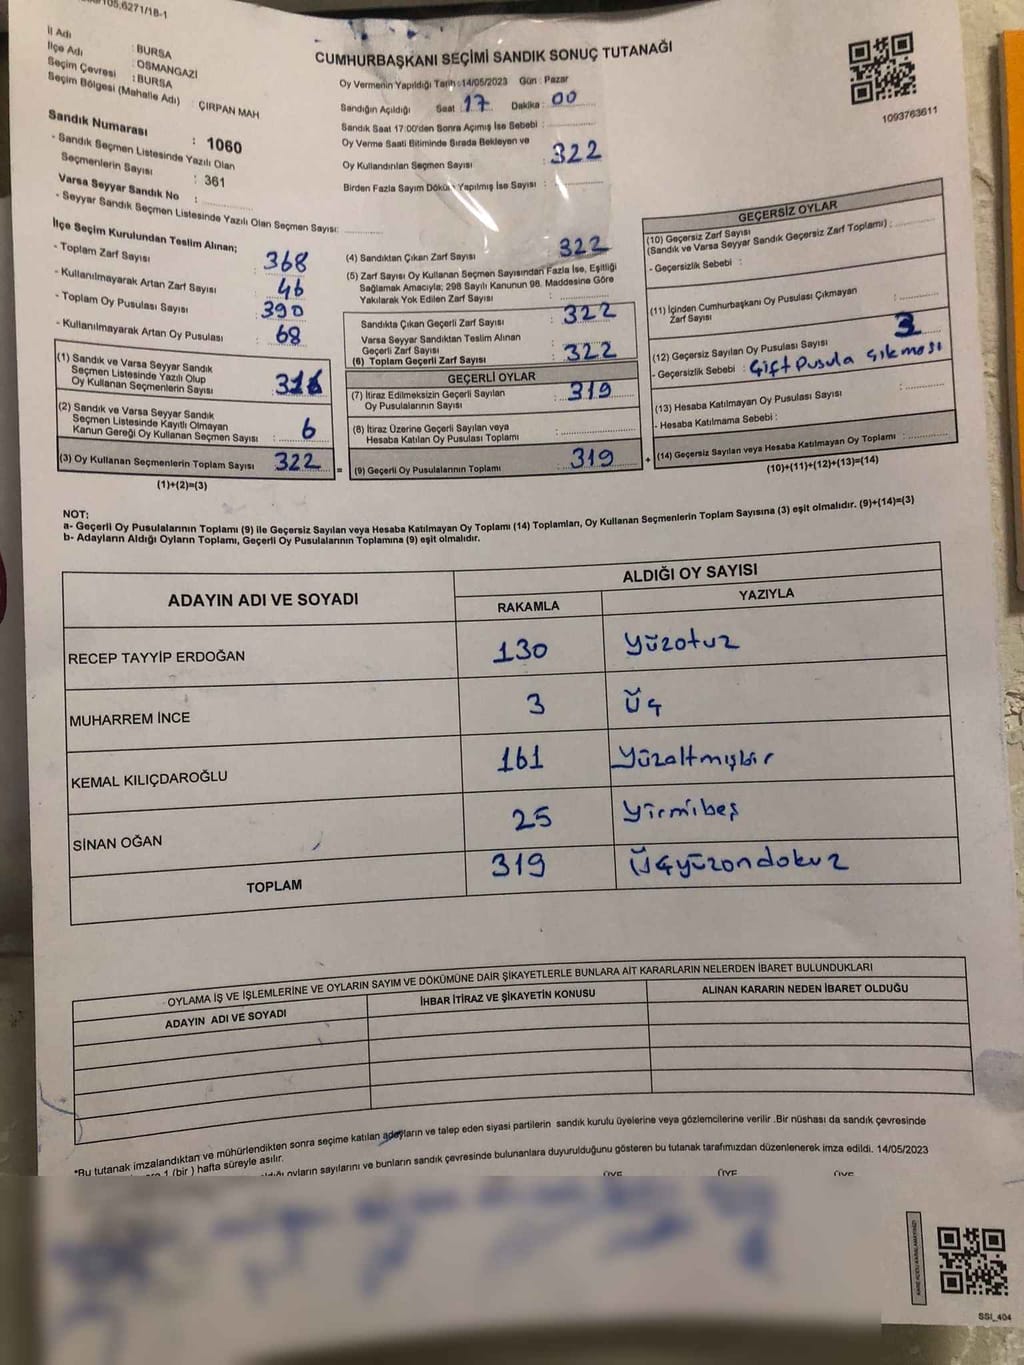 105,6271/1B-1
İl Adı : BURSA
İlçe Adı : OSMANGAZİ
Seçim Çevresi : BURSA
Seçim Bölgesi (Mahalle Adı) : ÇIRPAN MAH
Sandık Numarası : 1060
- Sandık Seçmen Listesinde Yazılı Olan
Seçmenlerin Sayısı : 361
Varsa Seyyar Sandık No :
- Seyyar Sandık Seçmen Listesinde Yazılı Olan Seçmen Sayısı:
CUMHURBAŞKANI SEÇİMİ SANDIK SONUÇ TUTANAĞI
Oy Vermenin Yapıldığı Tarih :14/05/2023 Gün : Pazar
Sandığın Açıldığı Saat : 17 Dakika : 00
Sandık Saat 17:00'den Sonra Açımış İse Sebebi :
Oy Verme Saati Bitiminde Sırada Bekleyen ve
Oy Kullandırılan Seçmen Sayısı : 322
Birden Fazla Sayım Döküm Yapılmış İse Sayısı :
1093763611
İlçe Seçim Kurulundan Teslim Alınan;
- Toplam Zarf Sayısı : 368
- Kullanılmayarak Artan Zarf Sayısı : 46
- Toplam Oy Pusulası Sayısı : 390
- Kullanılmayarak Artan Oy Pusulası : 68
(1) Sandık ve Varsa Seyyar Sandık
Seçmen Listesinde Yazılı Olup
Oy Kullanan Seçmenlerin Sayısı : 316
(2) Sandık ve Varsa Seyyar Sandık
Seçmen Listesinde Kayıtlı Olmayan
Kanun Gereği Oy Kullanan Seçmen Sayısı : 6
(3) Oy Kullanan Seçmenlerin Toplam Sayısı 322
(1)+(2)=(3)
(4) Sandıktan Çıkan Zarf Sayısı : 322
(5) Zarf Sayısı Oy Kullanan Seçmen Sayısından Fazla İse, Eşitliği
Sağlamak Amacıyla; 298 Sayılı Kanunun 98. Maddesine Göre
Yakılarak Yok Edilen Zarf Sayısı :
Sandıkta Çıkan Geçerli Zarf Sayısı : 322
Varsa Seyyar Sandıktan Teslim Alınan
Geçerli Zarf Sayısı :
(6) Toplam Geçerli Zarf Sayısı : 322
GEÇERLİ OYLAR
(7) İtiraz Edilmeksizin Geçerli Sayılan
Oy Pusulalarının Sayısı : 319
(8) İtiraz Üzerine Geçerli Sayılan veya
Hesaba Katılan Oy Pusulası Toplamı :
= (9) Geçerli Oy Pusulalarının Toplamı : 319
GEÇERSİZ OYLAR
(10) Geçersiz Zarf Sayısı
(Sandık ve Varsa Seyyar Sandık Geçersiz Zarf Toplamı) :
- Geçersizlik Sebebi :
(11) İçinden Cumhurbaşkanı Oy Pusulası Çıkmayan
Zarf Sayısı :
(12) Geçersiz Sayılan Oy Pusulası Sayısı : 3
- Geçersizlik Sebebi : Çift Pusula çıkması
(13) Hesaba Katılmayan Oy Pusulası Sayısı :
- Hesaba Katılmama Sebebi :
+ (14) Geçersiz Sayılan veya Hesaba Katılmayan Oy Toplamı :
(10)+(11)+(12)+(13)=(14)
NOT:
a- Geçerli Oy Pusulalarının Toplamı (9) ile Geçersiz Sayılan veya Hesaba Katılmayan Oy Toplamı (14) Toplamları, Oy Kullanan Seçmenlerin Toplam Sayısına (3) eşit olmalıdır. (9)+(14)=(3)
b- Adayların Aldığı Oyların Toplamı, Geçerli Oy Pusulalarının Toplamına (9) eşit olmalıdır.
ADAYIN ADI VE SOYADI ALDIĞI OY SAYISI
RAKAMLA YAZIYLA
RECEP TAYYİP ERDOĞAN 130 Yüzotuz
MUHARREM İNCE 3 Üç
KEMAL KILIÇDAROĞLU 161 Yüzaltmışbir
SİNAN OĞAN 25 Yirmibeş
TOPLAM 319 Üçyüzondokuz
OYLAMA İŞ VE İŞLEMLERİNE VE OYLARIN SAYIM VE DÖKÜMÜNE DAİR ŞİKAYETLERLE BUNLARA AİT KARARLARIN NELERDEN İBARET BULUNDUKLARI
ADAYIN ADI VE SOYADI İHBAR İTİRAZ VE ŞİKAYETİN KONUSU ALINAN KARARIN NEDEN İBARET OLDUĞU
*Bu tutanak imzalandıktan ve mühürlendikten sonra seçime katılan adayların ve talep eden siyasi partilerin sandık kurulu üyelerine veya gözlemcilerine verilir .Bir nüshası da sandık çevresinde
1 (bir ) hafta süreyle asılır.
oyların sayılarını ve bunların sandık çevresinde bulunanlara duyurulduğunu gösteren bu tutanak tarafımızdan düzenlenerek imza edildi. 14/05/2023
ÜYE ÜYE ÜYE
SSI_404